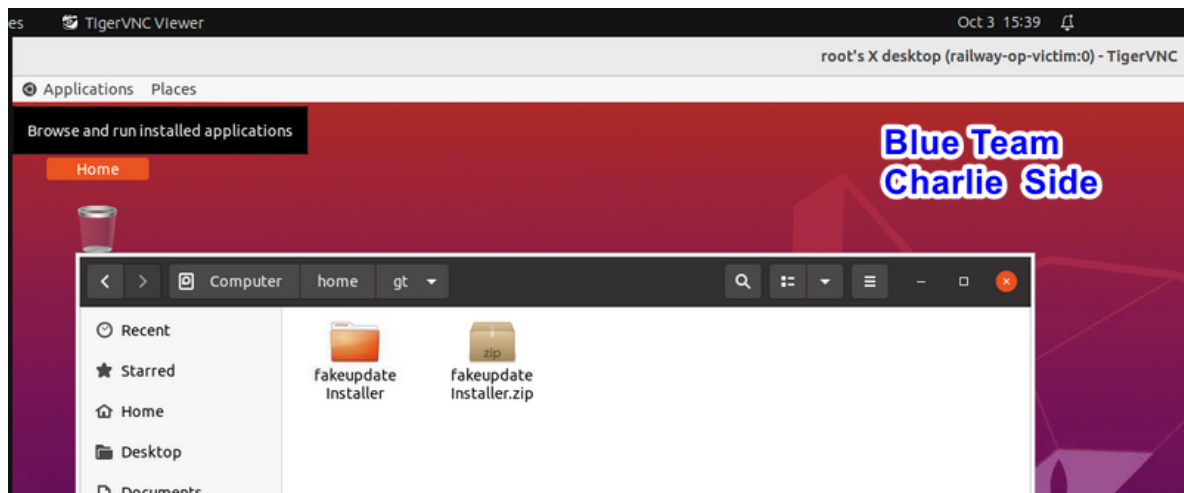 es TigerVNC Viewer Oct 3 15:39
root's X desktop (railway-op-victim:0) - TigerVNC
Applications Places
Browse and run installed applications
Blue Team
Charlie Side
Home
Computer home gt
Recent
Starred
Home
Desktop
Documents
fakeupdate
Installer
zip
fakeupdate
Installer.zip